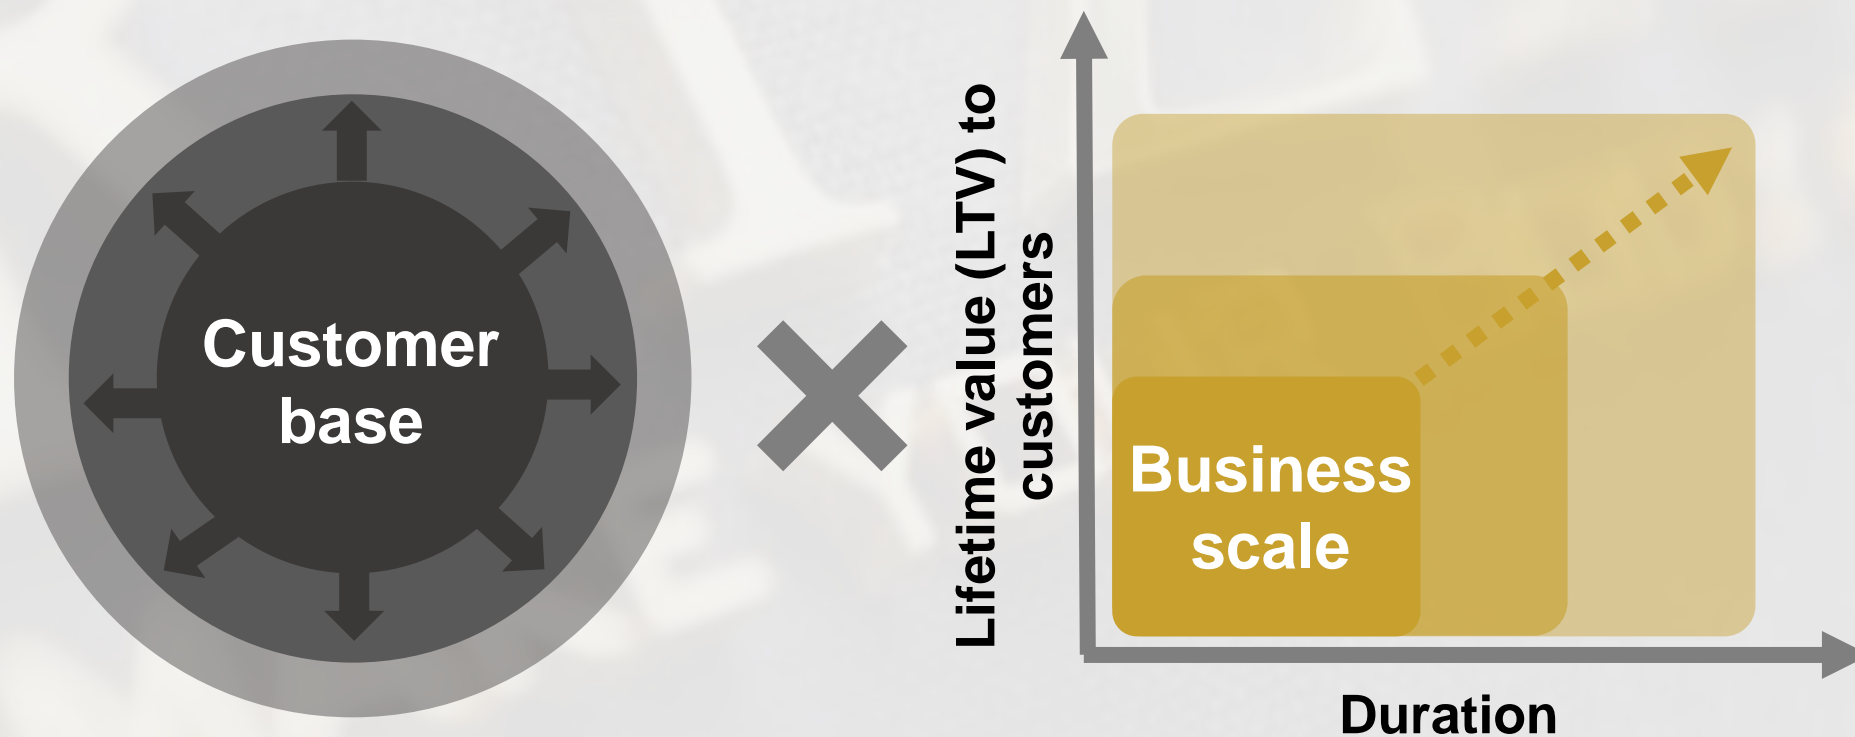 Customer
base
Lifetime value (LTV) to
customers
Business
scale
Duration